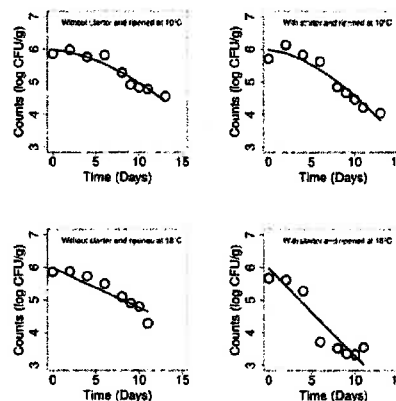 Without starter and ripened at 10°C
Counts (log CFU/g)
3 4 5 6 7
0 5 10 15
Time (Days)
With starter and ripened at 10°C
Counts (log CFU/g)
3 4 5 6 7
0 5 10 15
Time (Days)
Without starter and ripened at 18°C
Counts (log CFU/g)
3 4 5 6 7
0 5 10 15
Time (Days)
With starter and ripened at 18°C
Counts (log CFU/g)
3 4 5 6 7
0 5 10 15
Time (Days)